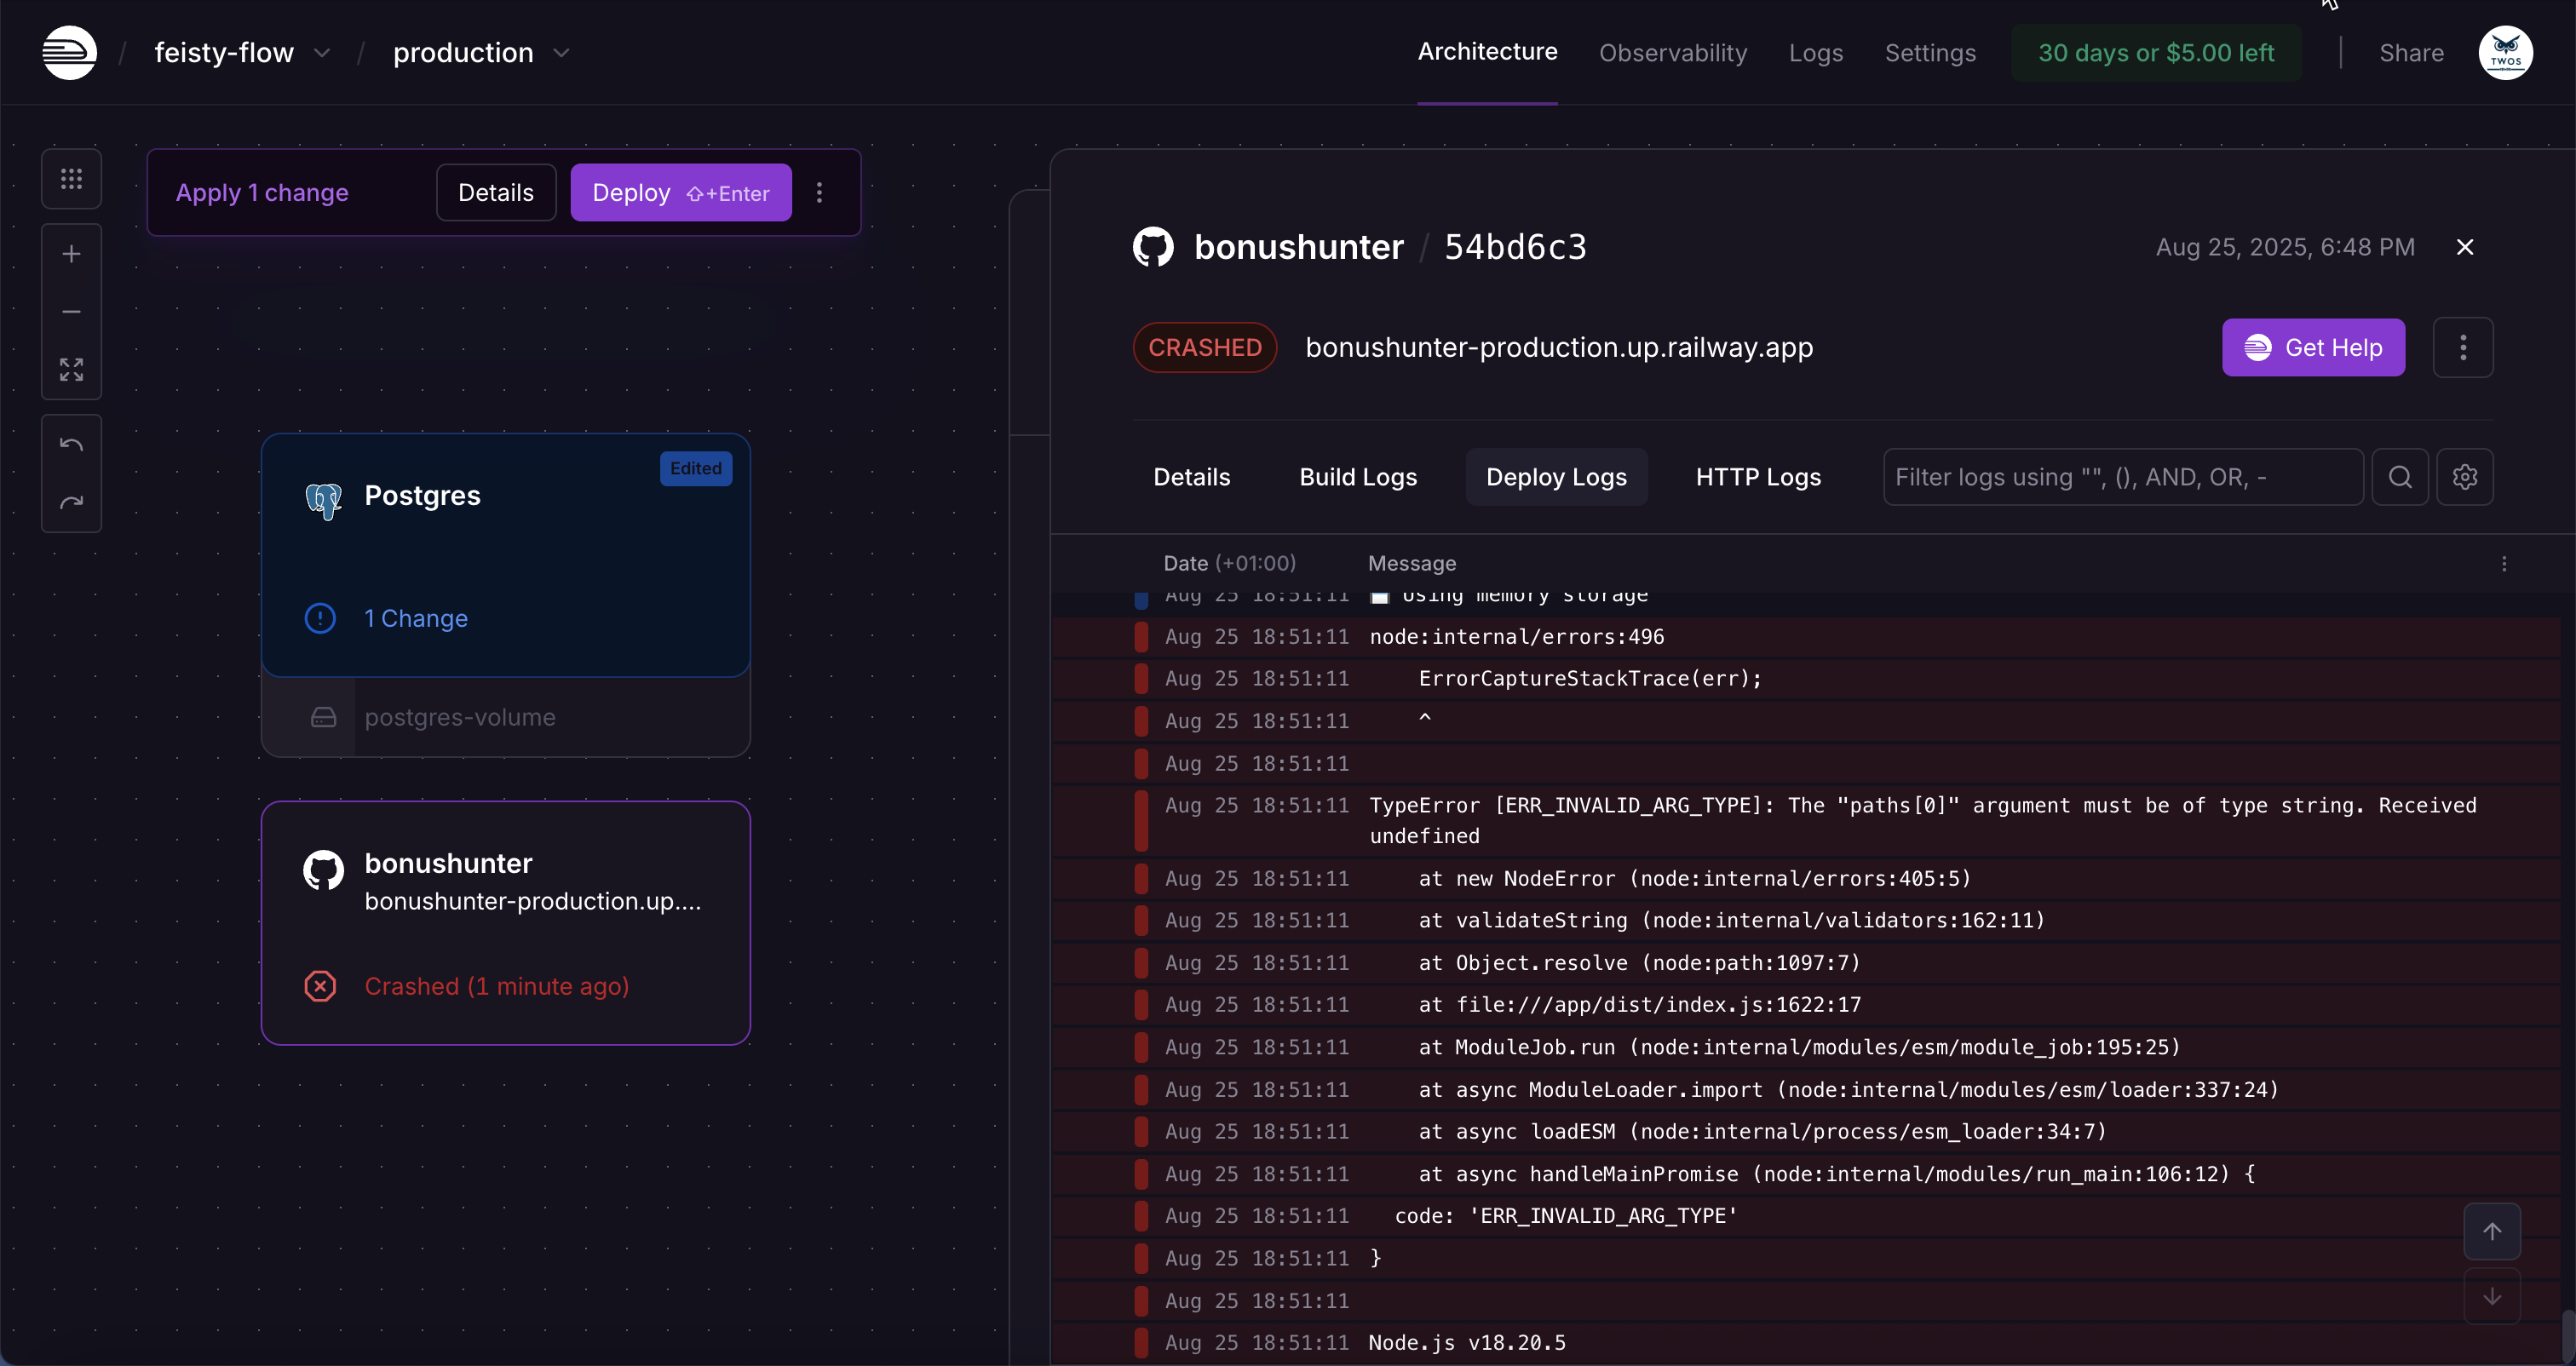 / feisty-flow / production
Architecture Observability Logs Settings 30 days or $5.00 left | Share TWOS
Apply 1 change Details Deploy ⇧+Enter
Postgres Edited
1 Change
postgres-volume
bonushunter
bonushunter-production.up....
Crashed (1 minute ago)
bonushunter / 54bd6c3 Aug 25, 2025, 6:48 PM
CRASHED bonushunter-production.up.railway.app Get Help
Details Build Logs Deploy Logs HTTP Logs Filter logs using "", (), AND, OR, -
Date (+01:00) Message
Aug 25 18:51:11 Using memory storage
Aug 25 18:51:11 node:internal/errors:496
Aug 25 18:51:11 ErrorCaptureStackTrace(err);
Aug 25 18:51:11 ^
Aug 25 18:51:11
Aug 25 18:51:11 TypeError [ERR_INVALID_ARG_TYPE]: The "paths[0]" argument must be of type string. Received
undefined
Aug 25 18:51:11 at new NodeError (node:internal/errors:405:5)
Aug 25 18:51:11 at validateString (node:internal/validators:162:11)
Aug 25 18:51:11 at Object.resolve (node:path:1097:7)
Aug 25 18:51:11 at file:///app/dist/index.js:1622:17
Aug 25 18:51:11 at ModuleJob.run (node:internal/modules/esm/module_job:195:25)
Aug 25 18:51:11 at async ModuleLoader.import (node:internal/modules/esm/loader:337:24)
Aug 25 18:51:11 at async loadESM (node:internal/process/esm_loader:34:7)
Aug 25 18:51:11 at async handleMainPromise (node:internal/modules/run_main:106:12) {
Aug 25 18:51:11 code: 'ERR_INVALID_ARG_TYPE'
Aug 25 18:51:11 }
Aug 25 18:51:11
Aug 25 18:51:11 Node.js v18.20.5